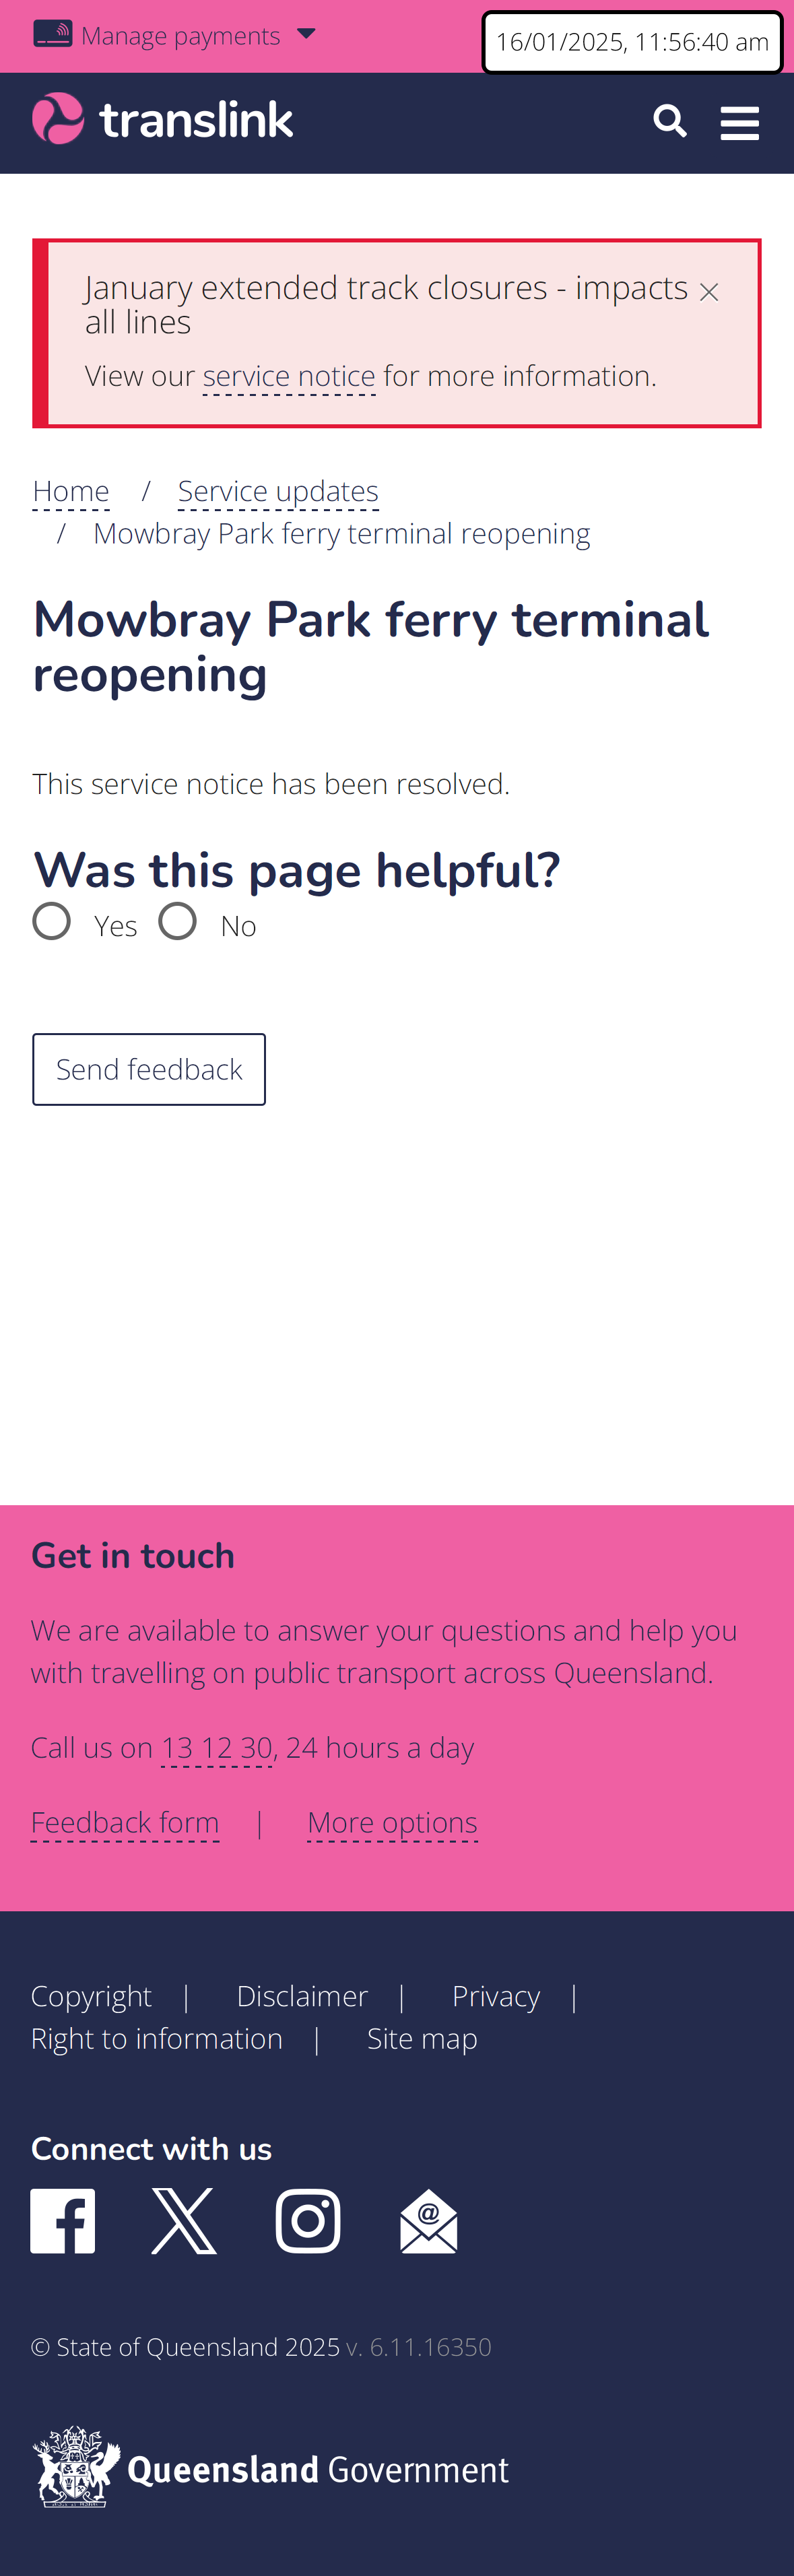 Manage payments
16/01/2025, 11:56:40 am
translink
January extended track closures - impacts
all lines
View our service notice for more information.
Home / Service updates
/ Mowbray Park ferry terminal reopening
Mowbray Park ferry terminal
reopening
This service notice has been resolved.
Was this page helpful?
Yes No
Send feedback
Get in touch
We are available to answer your questions and help you
with travelling on public transport across Queensland.
Call us on 13 12 30, 24 hours a day
Feedback form | More options
Copyright | Disclaimer | Privacy |
Right to information | Site map
Connect with us
© State of Queensland 2025 v. 6.11.16350
Queensland Government